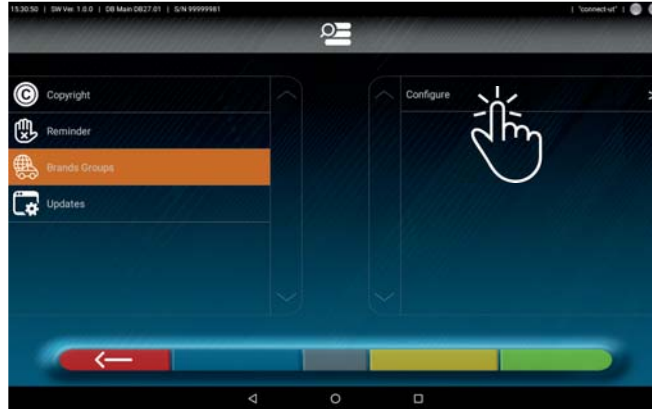 15:30:50 | SW Ver. 1.0.0 | DB Main DB27.01 | S/N 99999981 | "connect-wt" |
Copyright
Configure
Reminder
Brands Groups
Updates